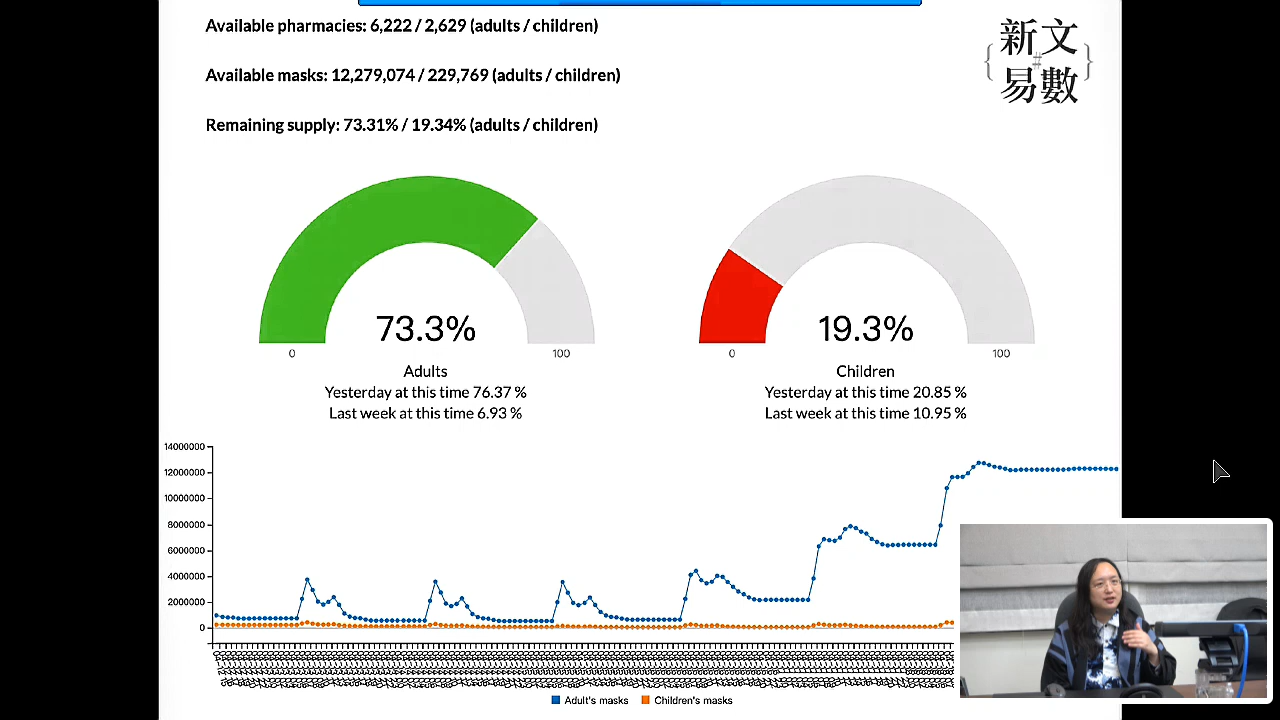 Available pharmacies: 6,222 / 2,629 (adults / children)
新文
易數
{ # }
Available masks: 12,279,074 / 229,769 (adults / children)
Remaining supply: 73.31% / 19.34% (adults / children)
73.3%
0
100
Adults
Yesterday at this time 76.37 %
Last week at this time 6.93 %
19.3%
0
100
Children
Yesterday at this time 20.85 %
Last week at this time 10.95 %
14000000
12000000
10000000
8000000
6000000
4000000
2000000
0
Adult's masks
Children's masks